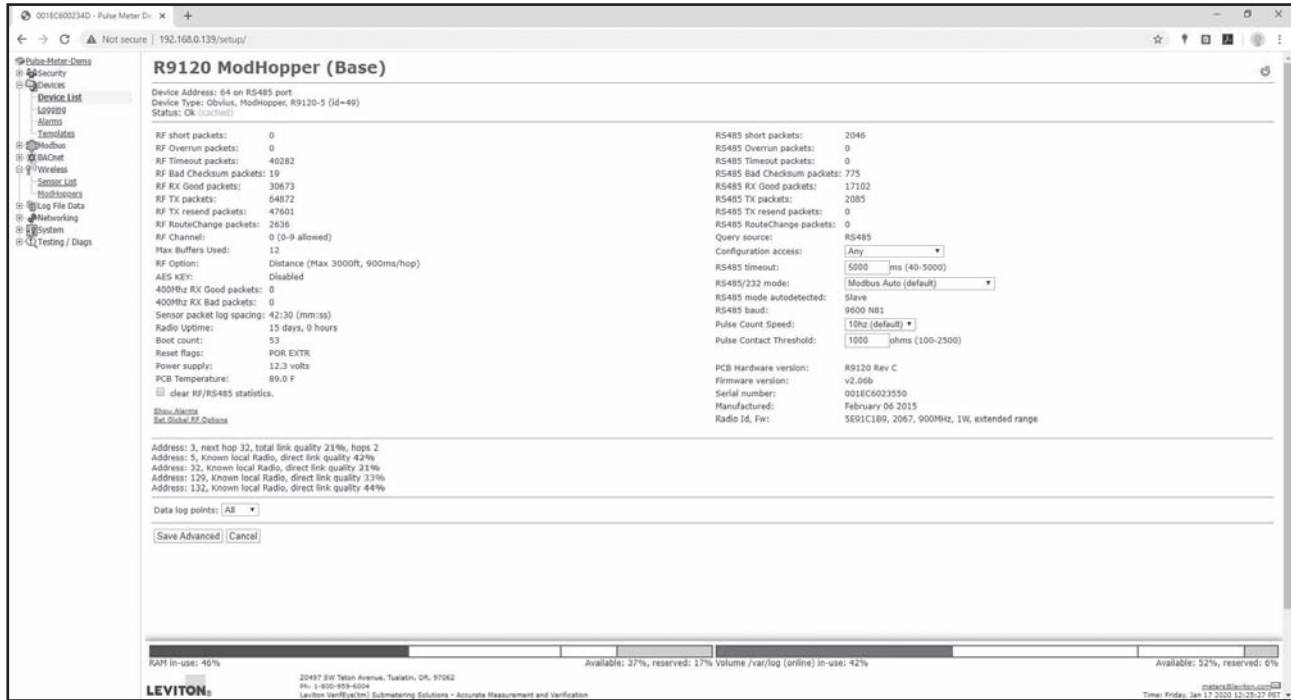 001EC600234D - Pulse Meter De
Not secure | 192.168.0.139/setup/
Pulse-Meter-Demo
Security
Devices
Device List
Logging
Alarms
Templates
Modbus
BACnet
Wireless
Sensor List
ModHoppers
Log File Data
Networking
System
Testing / Diags
R9120 ModHopper (Base)
Device Address: 64 on RS485 port
Device Type: Obvius, ModHopper, R9120-5 (id=49)
Status: Ok (cached)
RF short packets: 0
RF Overrun packets: 0
RF Timeout packets: 40282
RF Bad Checksum packets: 19
RF RX Good packets: 30673
RF TX packets: 64872
RF TX resend packets: 47601
RF RouteChange packets: 2636
RF Channel: 0 (0-9 allowed)
Max Buffers Used: 12
RF Option: Distance (Max 3000ft, 900ms/hop)
AES KEY: Disabled
400Mhz RX Good packets: 0
400Mhz RX Bad packets: 0
Sensor packet log spacing: 42:30 (mm:ss)
Radio Uptime: 15 days, 0 hours
Boot count: 53
Reset flags: POR EXTR
Power supply: 12.3 volts
PCB Temperature: 89.0 F
clear RF/RS485 statistics.
Show Alarms
Set Global RF Options
RS485 short packets: 2046
RS485 Overrun packets: 0
RS485 Timeout packets: 0
RS485 Bad Checksum packets: 775
RS485 RX Good packets: 17102
RS485 TX packets: 2085
RS485 TX resend packets: 0
RS485 RouteChange packets: 0
Query source: RS485
Configuration access: Any
RS485 timeout: 5000 ms (40-5000)
RS485/232 mode: Modbus Auto (default)
RS485 mode autodetected: Slave
RS485 baud: 9600 N81
Pulse Count Speed: 10hz (default)
Pulse Contact Threshold: 1000 ohms (100-2500)
PCB Hardware version: R9120 Rev C
Firmware version: v2.06b
Serial number: 001EC6023550
Manufactured: February 06 2015
Radio Id, Fw: 5E91C1B9, 2067, 900MHz, 1W, extended range
Address: 3, next hop 32, total link quality 21%, hops 2
Address: 5, Known local Radio, direct link quality 42%
Address: 32, Known local Radio, direct link quality 21%
Address: 129, Known local Radio, direct link quality 33%
Address: 132, Known local Radio, direct link quality 44%
Data log points: All
Save Advanced Cancel
RAM in-use: 46% Available: 37%, reserved: 17% Volume /var/log (online) in-use: 42% Available: 52%, reserved: 6%
LEVITON
20497 SW Teton Avenue, Tualatin, OR, 97062
Ph: 1-800-959-6004
Leviton VerifEye(tm) Submetering Solutions - Accurate Measurement and Verification
meters@leviton.com
Time: Friday, Jan 17 2020 12:25:27 PST